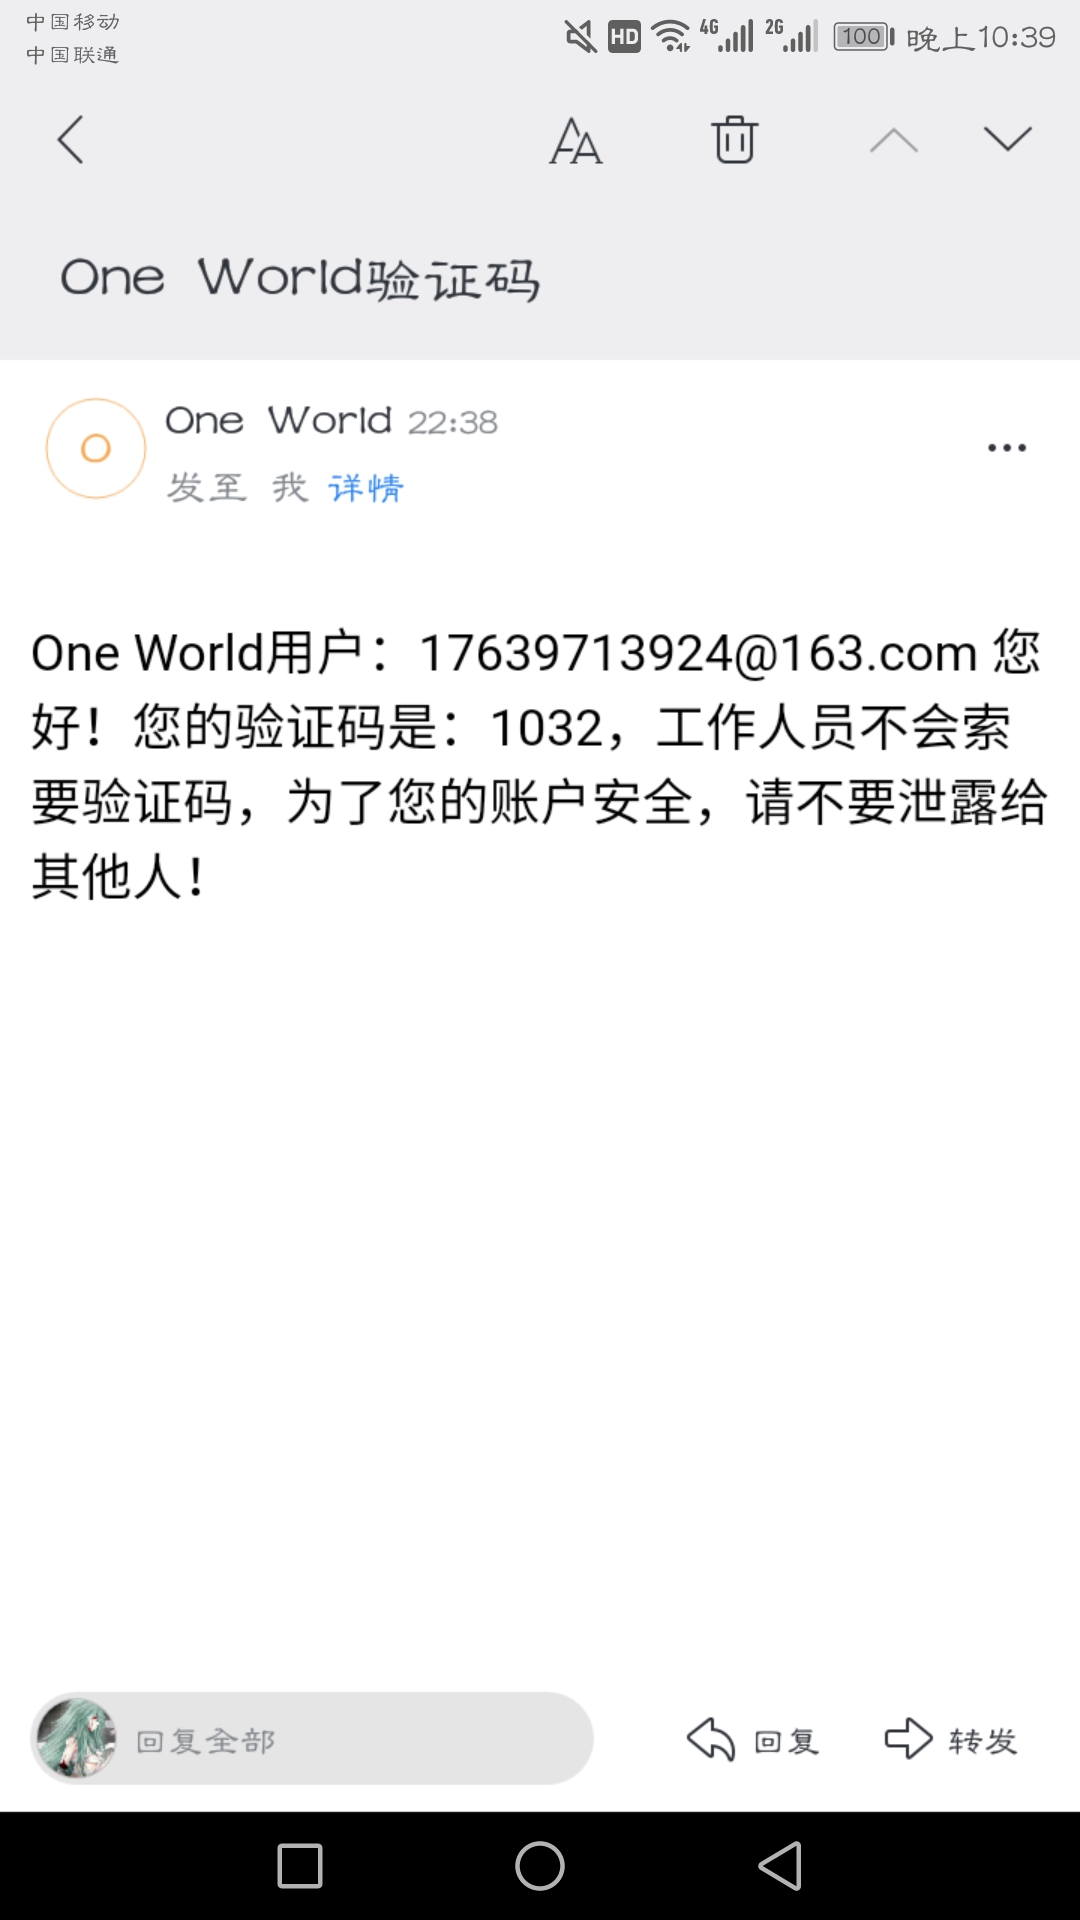 中国移动
中国联通
HD 4G 2G 100 晚上10:39
One World验证码
One World 22:38
发至 我 详情
One World用户：17639713924@163.com 您
好！您的验证码是：1032，工作人员不会索
要验证码，为了您的账户安全，请不要泄露给
其他人！
回复全部 回复 转发